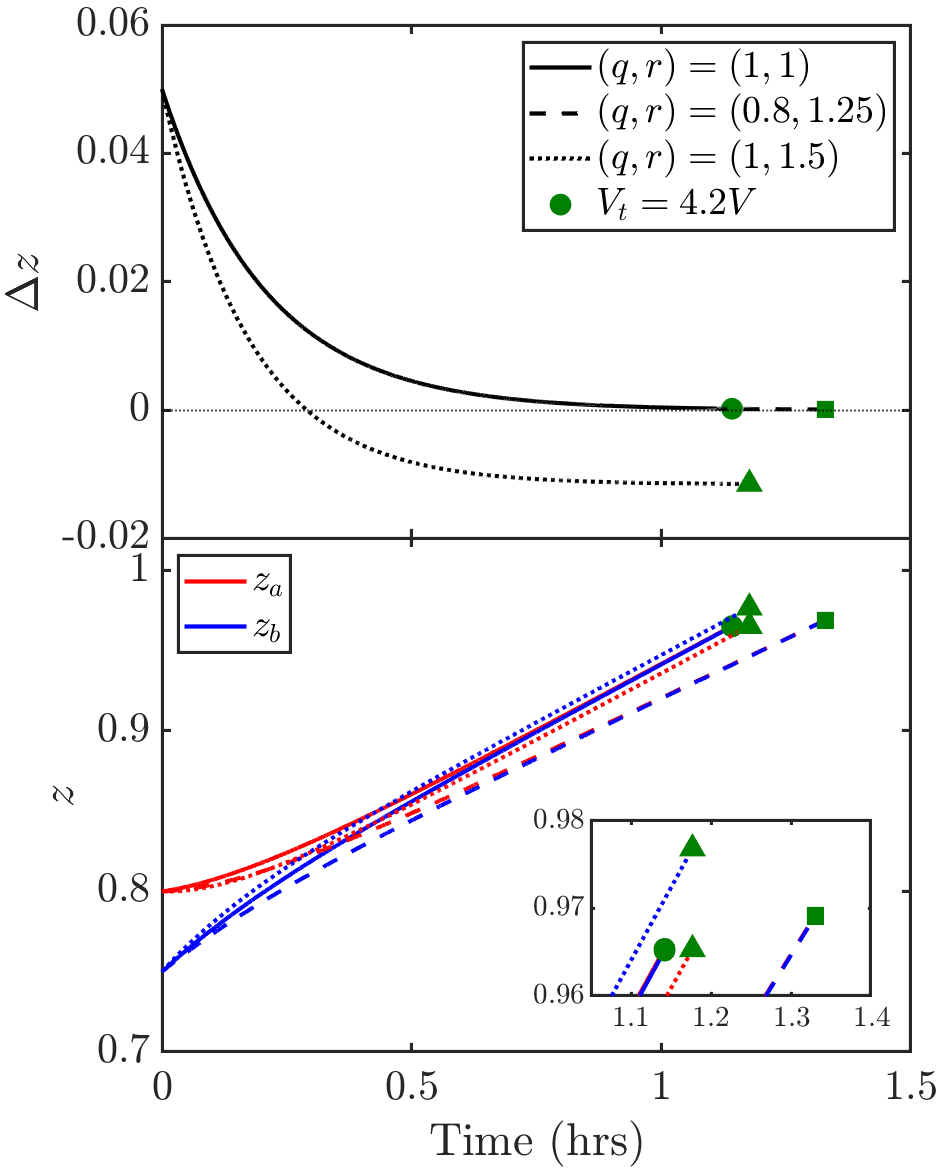 0.06
0.04
0.02
0
-0.02
Δz
(q, r) = (1, 1)
(q, r) = (0.8, 1.25)
(q, r) = (1, 1.5)
V_t = 4.2V
1
0.9
0.8
0.7
z
z_a
z_b
0.98
0.97
0.96
1.1 1.2 1.3 1.4
0 0.5 1 1.5
Time (hrs)